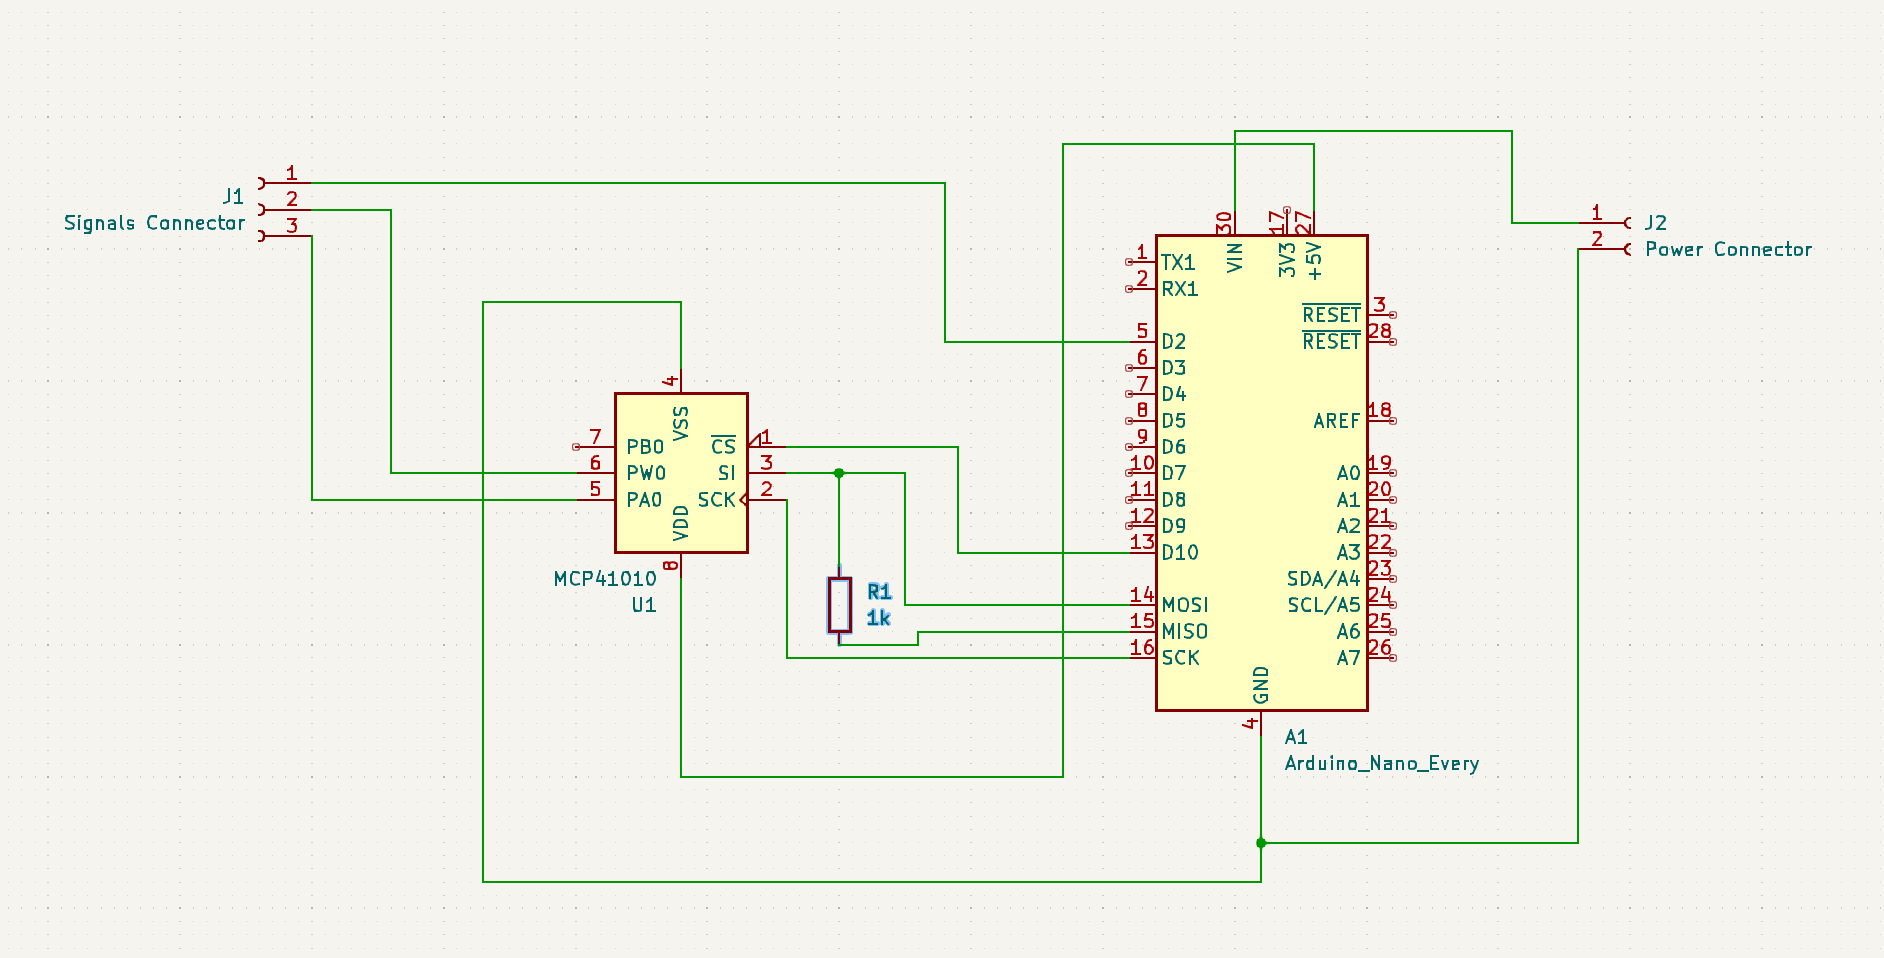 J1
Signals Connector
1
2
3
7
6
5
PB0
PW0
PA0
4
VSS
CS
SI
SCK
1
3
2
VDD
8
MCP41010
U1
R1
1k
30
17
27
VIN
3V3
+5V
1
TX1
2
RX1
5
D2
6
D3
7
D4
8
D5
9
D6
10
D7
11
D8
12
D9
13
D10
14
MOSI
15
MISO
16
SCK
RESET
3
RESET
28
AREF
18
A0
19
A1
20
A2
21
A3
22
SDA/A4
23
SCL/A5
24
A6
25
A7
26
GND
4
A1
Arduino_Nano_Every
1
2
J2
Power Connector